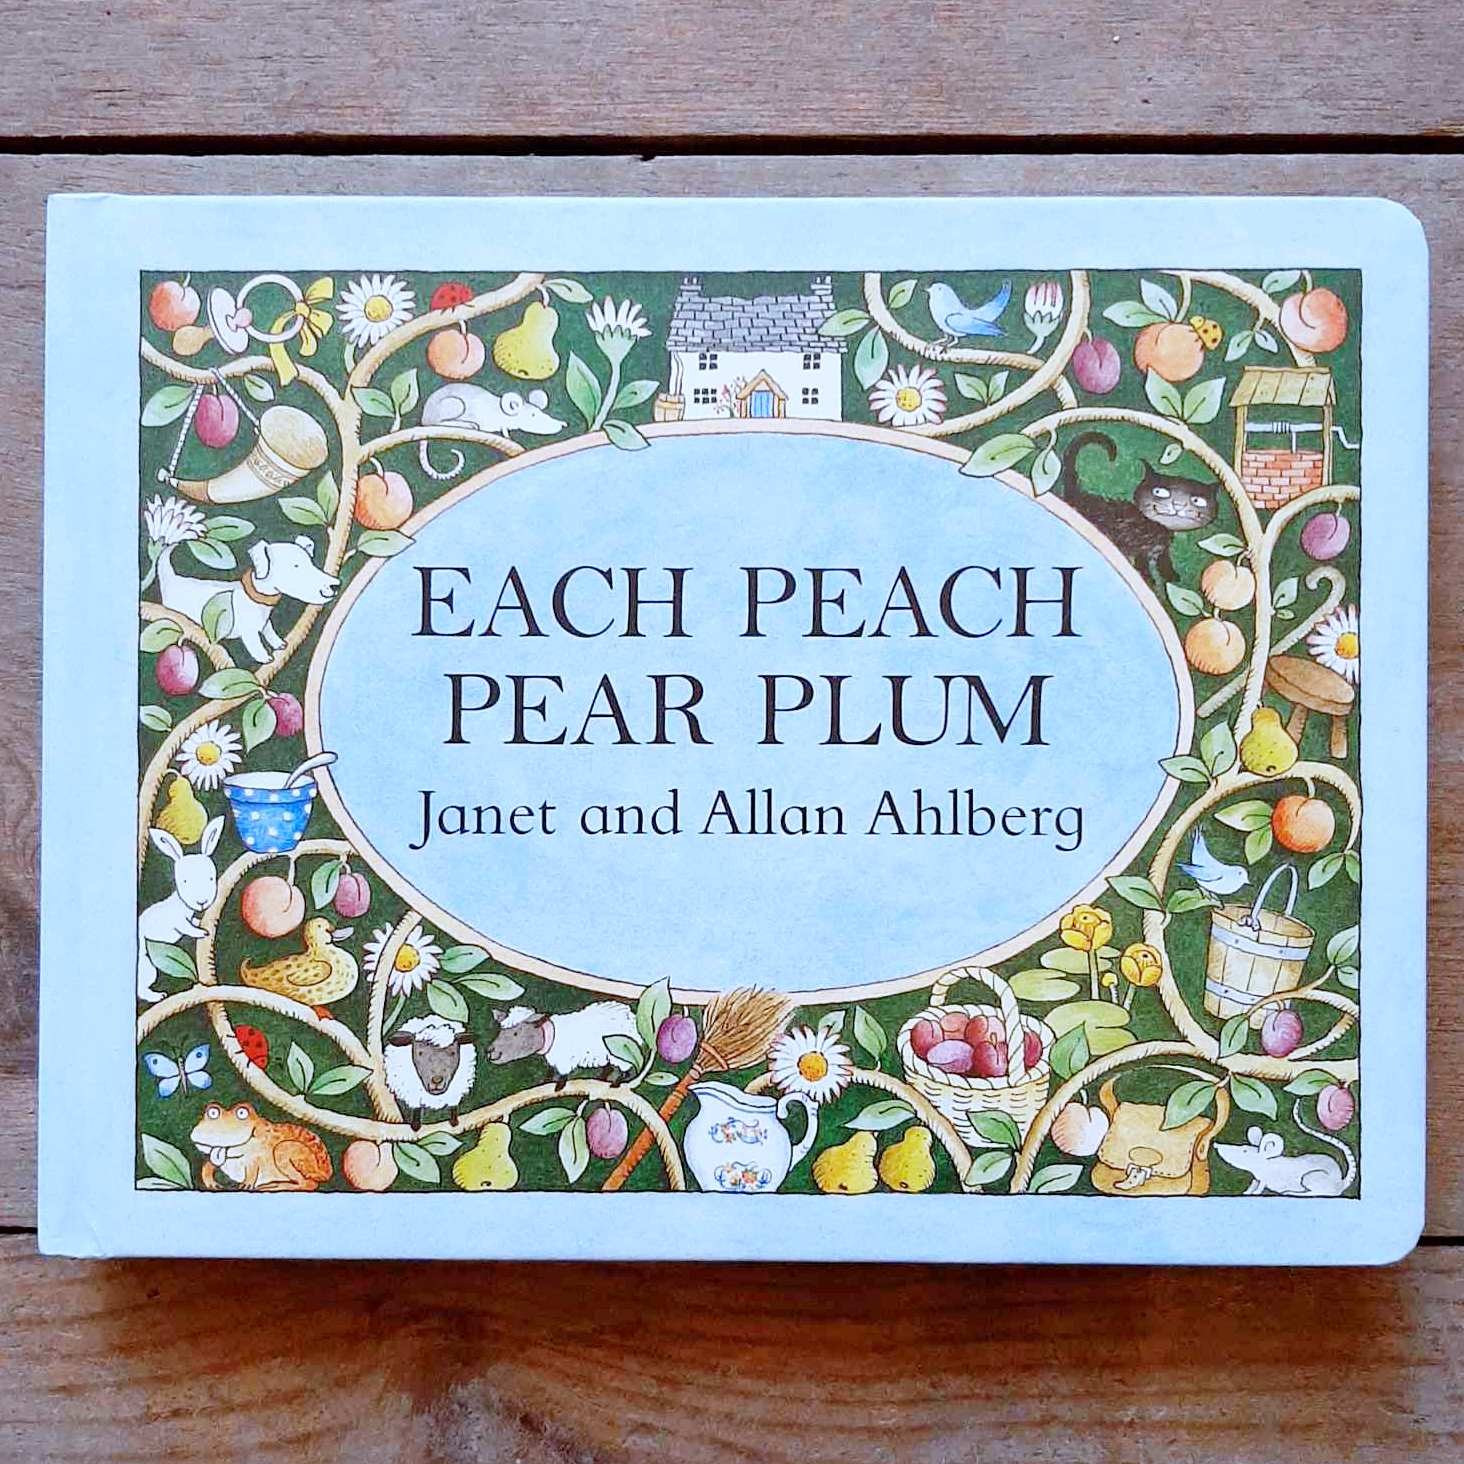 EACH PEACH
PEAR PLUM
Janet and Allan Ahlberg